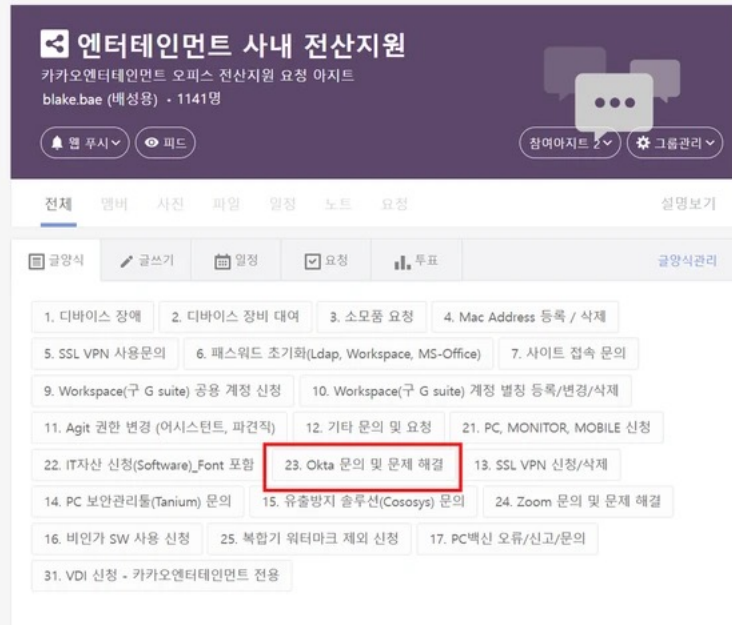 엔터테인먼트 사내 전산지원
카카오엔터테인먼트 오피스 전산지원 요청 아지트
blake.bae (배성용) • 1141명
웹 푸시 피드 참여아지트 2 그룹관리
전체 멤버 사진 파일 일정 노트 요청 설명보기
글양식 글쓰기 일정 요청 투표 글양식관리
1. 디바이스 장애 2. 디바이스 장비 대여 3. 소모품 요청 4. Mac Address 등록 / 삭제
5. SSL VPN 사용문의 6. 패스워드 초기화(Ldap, Workspace, MS-Office) 7. 사이트 접속 문의
9. Workspace(구 G suite) 공용 계정 신청 10. Workspace(구 G suite) 계정 별칭 등록/변경/삭제
11. Agit 권한 변경 (어시스턴트, 파견직) 12. 기타 문의 및 요청 21. PC, MONITOR, MOBILE 신청
22. IT자산 신청(Software)_Font 포함 23. Okta 문의 및 문제 해결 13. SSL VPN 신청/삭제
14. PC 보안관리툴(Tanium) 문의 15. 유출방지 솔루션(Cososys) 문의 24. Zoom 문의 및 문제 해결
16. 비인가 SW 사용 신청 25. 복합기 워터마크 제외 신청 17. PC백신 오류/신고/문의
31. VDI 신청 - 카카오엔터테인먼트 전용